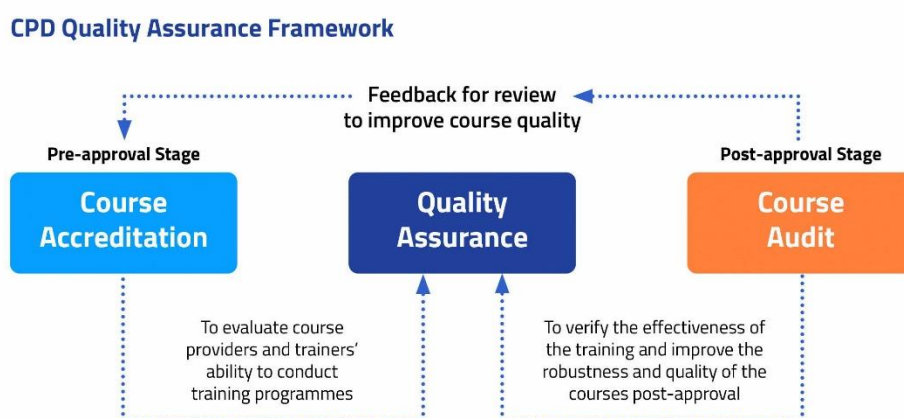 CPD Quality Assurance Framework
Feedback for review
to improve course quality
Pre-approval Stage
Post-approval Stage
Course
Accreditation
Quality
Assurance
Course
Audit
To evaluate course
providers and trainers’
ability to conduct
training programmes
To verify the effectiveness of
the training and improve the
robustness and quality of the
courses post-approval